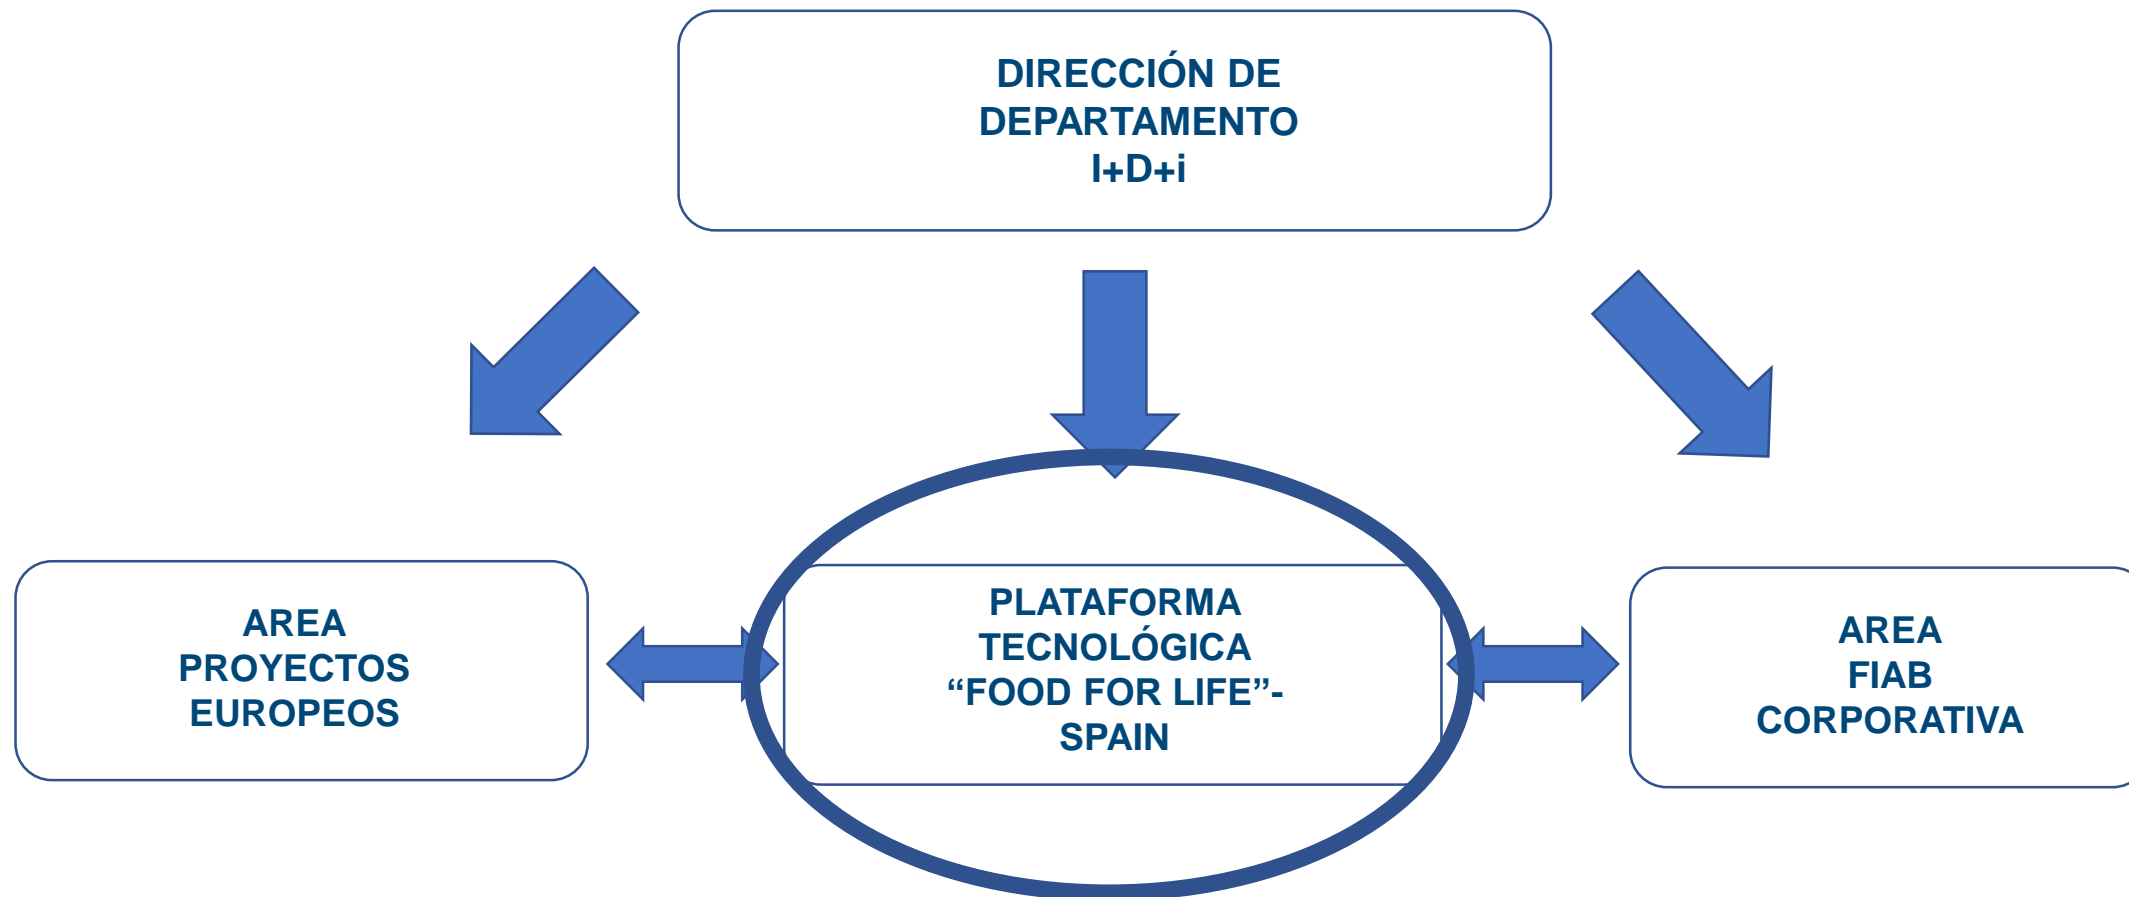 DIRECCIÓN DE
DEPARTAMENTO
I+D+i
AREA
PROYECTOS
EUROPEOS
PLATAFORMA
TECNOLÓGICA
“FOOD FOR LIFE”-
SPAIN
AREA
FIAB
CORPORATIVA